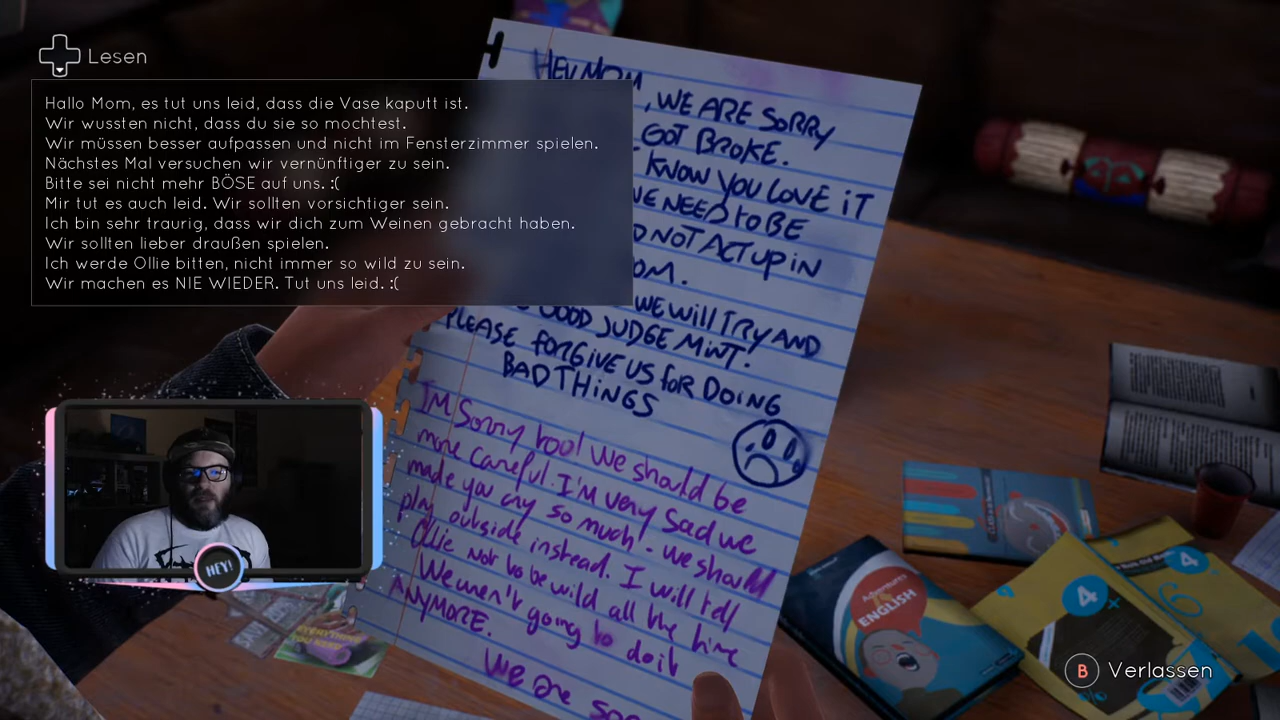 Lesen
Hallo Mom, es tut uns leid, dass die Vase kaputt ist.
Wir wussten nicht, dass du sie so mochtest.
Wir müssen besser aufpassen und nicht im Fensterzimmer spielen.
Nächstes Mal versuchen wir vernünftiger zu sein.
Bitte sei nicht mehr BÖSE auf uns. :(
Mir tut es auch leid. Wir sollten vorsichtiger sein.
Ich bin sehr traurig, dass wir dich zum Weinen gebracht haben.
Wir sollten lieber draußen spielen.
Ich werde Ollie bitten, nicht immer so wild zu sein.
Wir machen es NIE WIEDER. Tut uns leid. :(
HEY MOM, WE ARE SORRY
GOT BROKE.
KNOW YOU LOVE iT
WE NEED to BE
NOT ACT UP iN
WE WiLL TRY AND
GOOD JUDGE MiNT.
PLEASE FORGiVE US FOR DOiNG
BAD THiNGS
I'M Sorry too! We should be
more careful. I'm very sad we
made you cry so much. We should
play outside instead. I will tell
Ollie not to be wild all the time
We weren't going to do it
ANYMORE.
We are
HEY!
Adventures
ENGLISH
4
4
6
B Verlassen